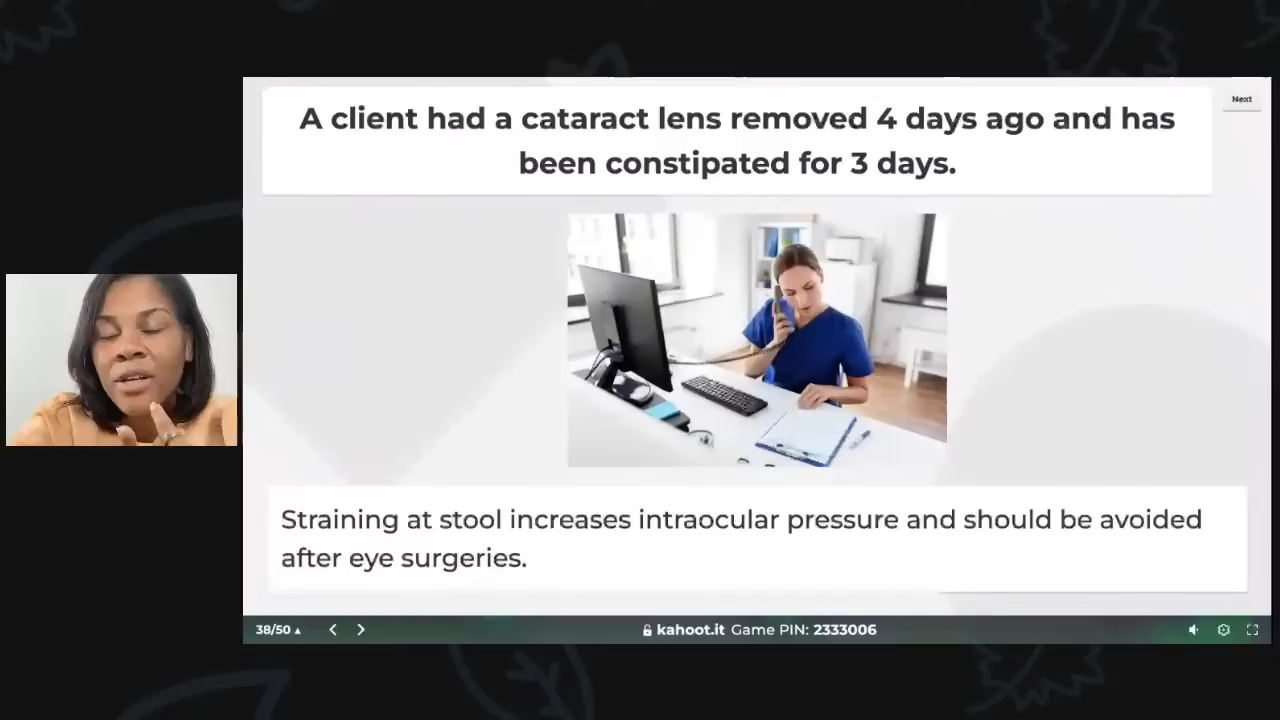 A client had a cataract lens removed 4 days ago and has
been constipated for 3 days.
Next
Straining at stool increases intraocular pressure and should be avoided
after eye surgeries.
38/50
kahoot.it Game PIN: 2333006